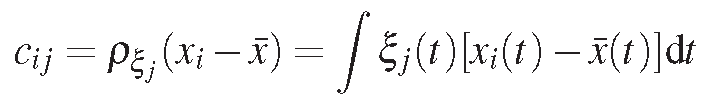 c_{ij} = ρ_{ξ_j}(x_i − x̄) = ∫ ξ_j(t)[x_i(t) − x̄(t)]dt